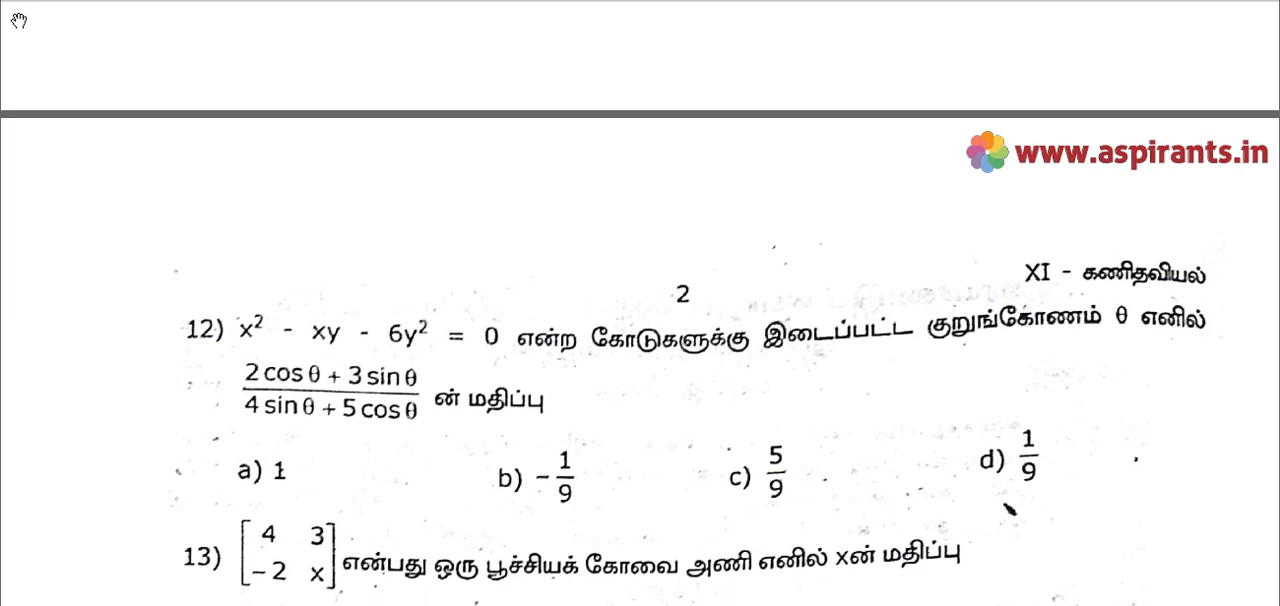 www.aspirants.in
XI - கணிதவியல்
2
12) x² - xy - 6y² = 0 என்ற கோடுகளுக்கு இடைப்பட்ட குறுங்கோணம் θ எனில்
2 cos θ + 3 sin θ
4 sin θ + 5 cos θ ன் மதிப்பு
a) 1 b) -1/9 c) 5/9 d) 1/9
13) [4 3
-2 x] என்பது ஒரு பூச்சியக் கோவை அணி எனில் xன் மதிப்பு